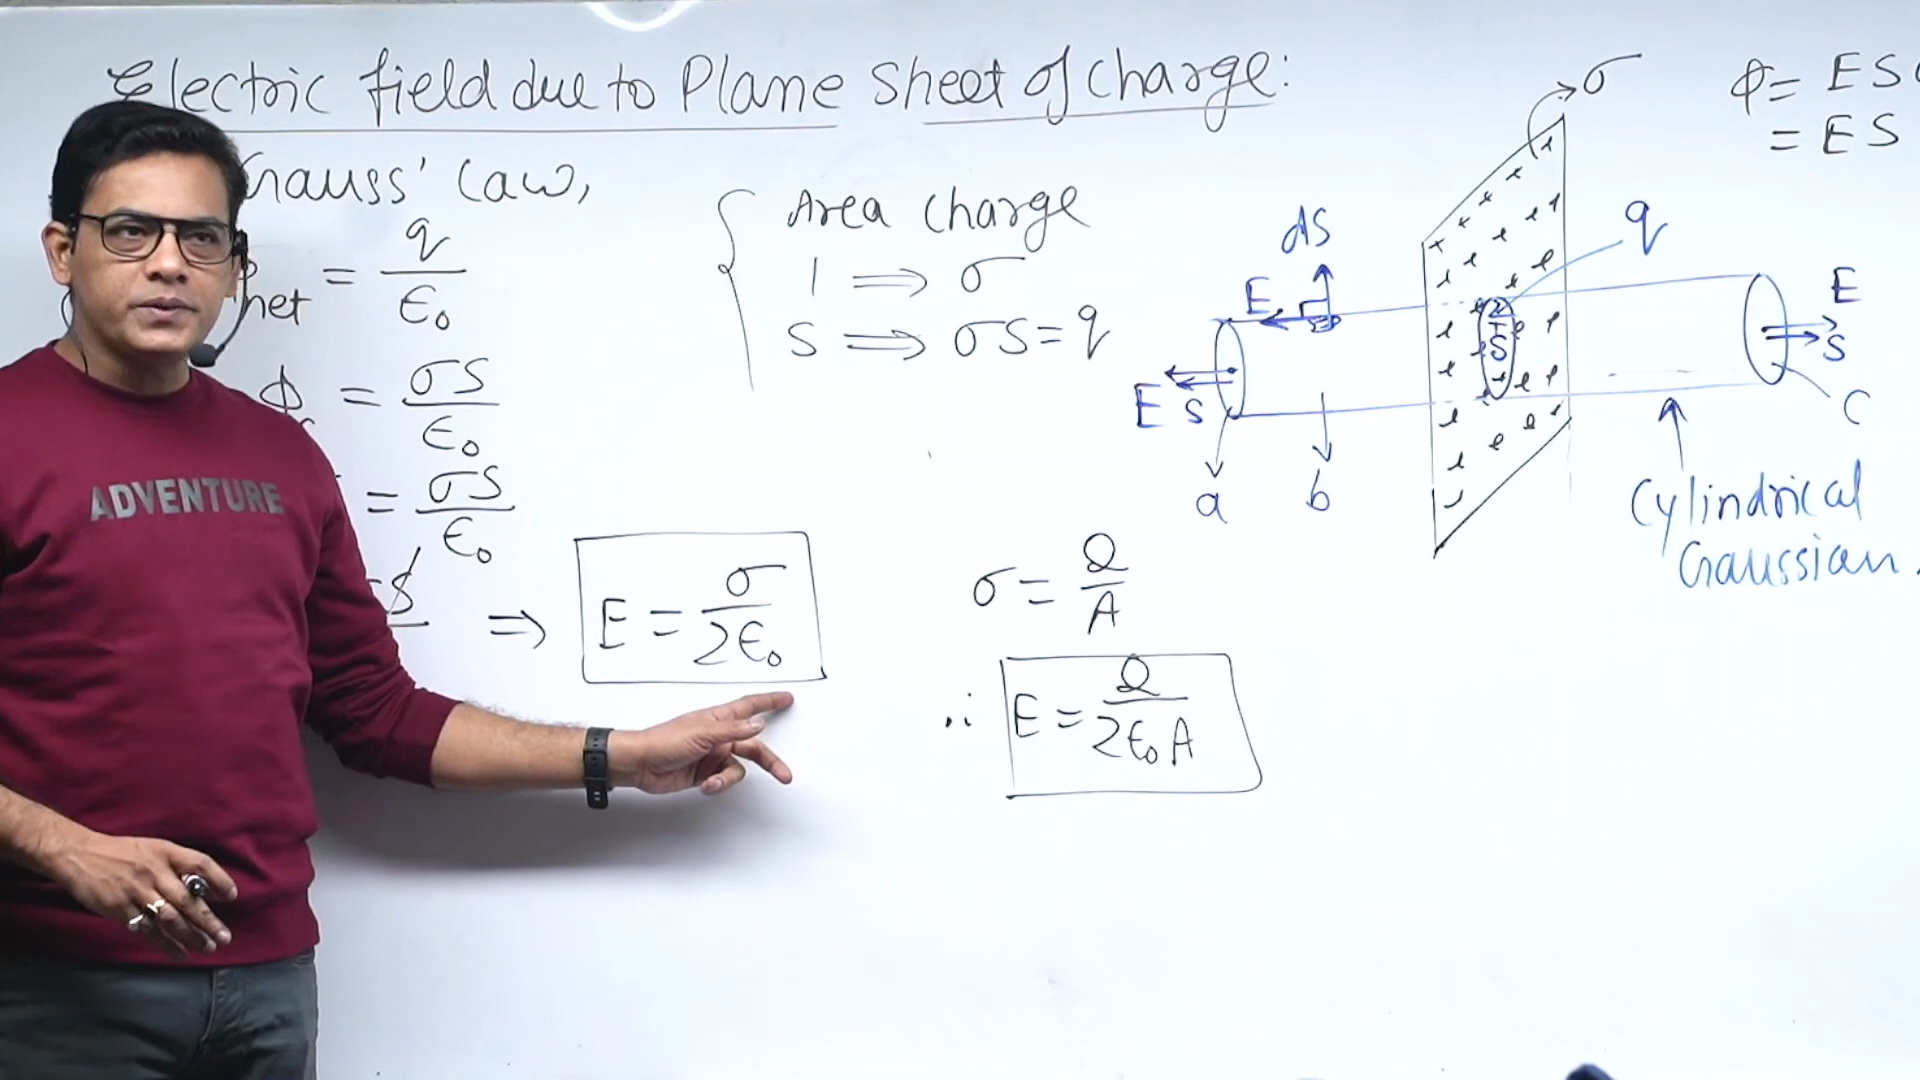 Electric field due to Plane Sheet of charge:
Gauss' Law,
net = q/ϵ₀
ϕ = σS/ϵ₀
= σS/ϵ₀
⇒ E = σ/2ϵ₀
Area charge
1 ⇒ σ
S ⇒ σS = q
σ = Q/A
∴ E = Q/2ϵ₀A
σ
q
dS
E
E S
a
b
S
E
S
C
Cylindrical
Gaussian
ϕ = ES
= ES
ADVENTURE